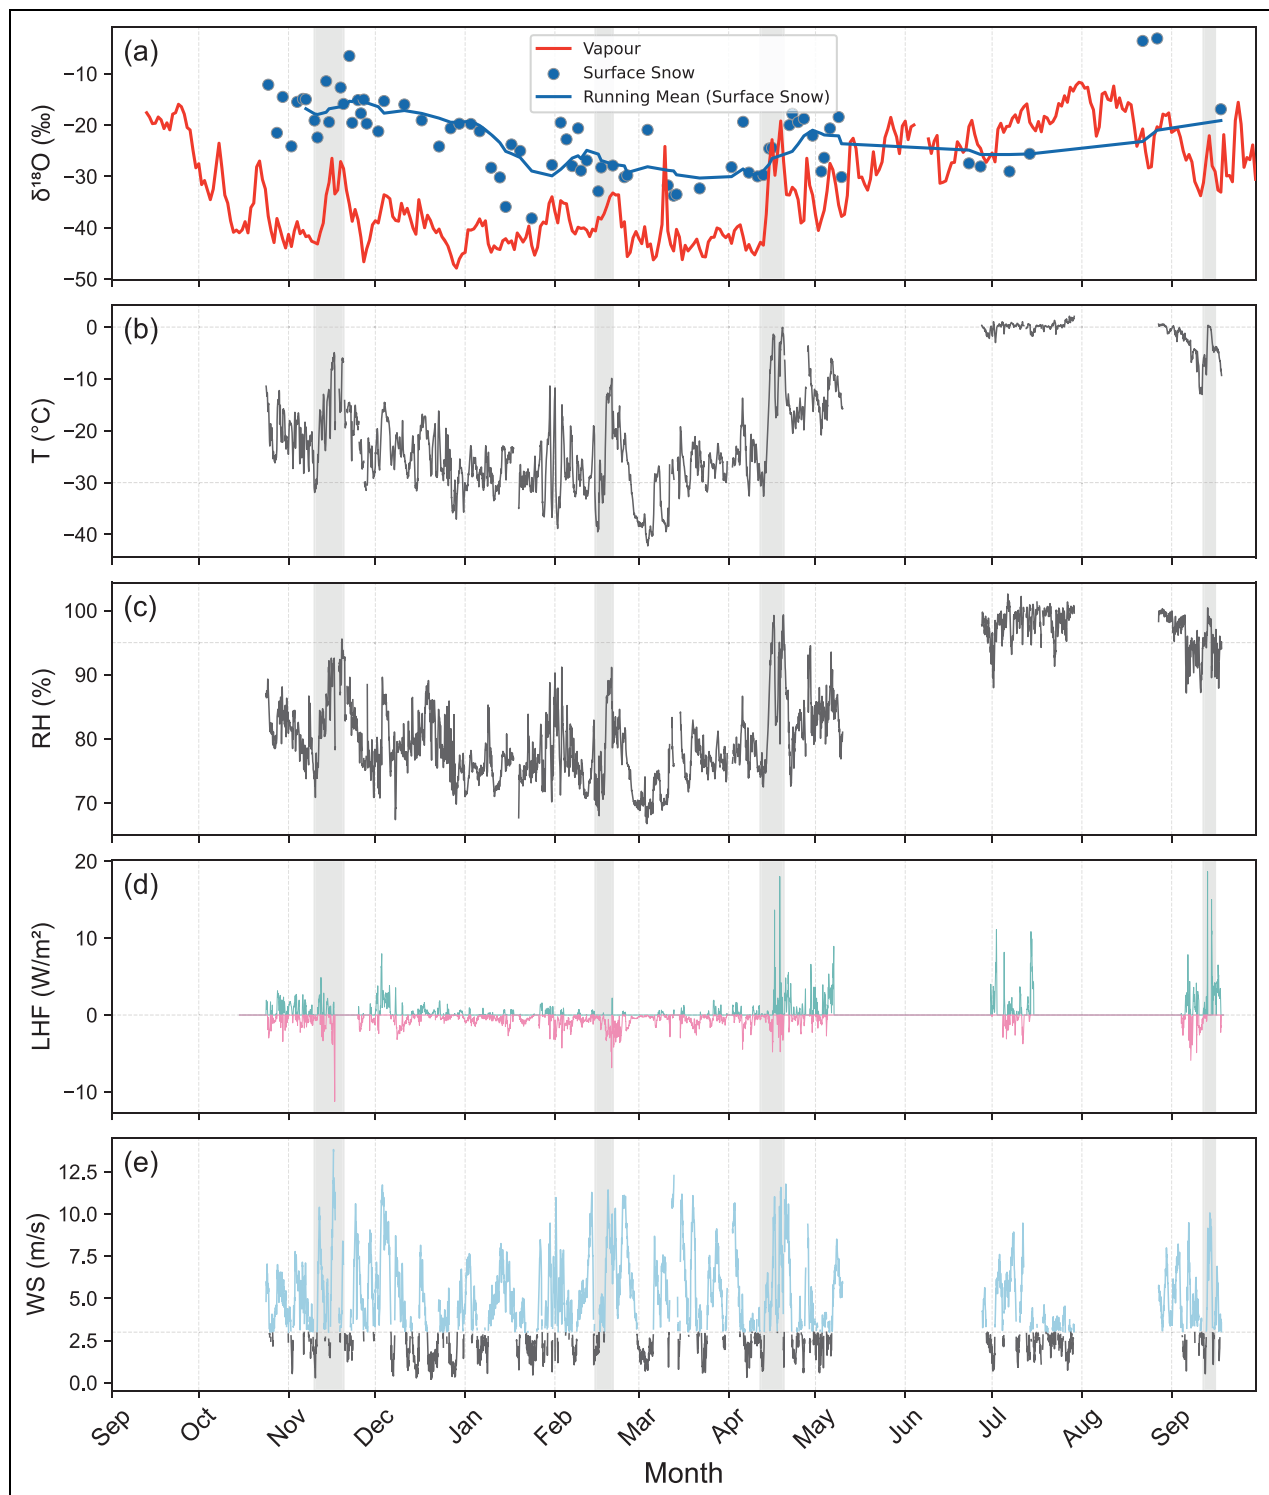 (a)
Vapour
Surface Snow
Running Mean (Surface Snow)
δ¹⁸O (‰)
−10
−20
−30
−40
−50
(b)
T (°C)
0
−10
−20
−30
−40
(c)
RH (%)
100
90
80
70
(d)
LHF (W/m²)
20
10
0
−10
(e)
WS (m/s)
12.5
10.0
7.5
5.0
2.5
0.0
Sep Oct Nov Dec Jan Feb Mar Apr May Jun Jul Aug Sep
Month